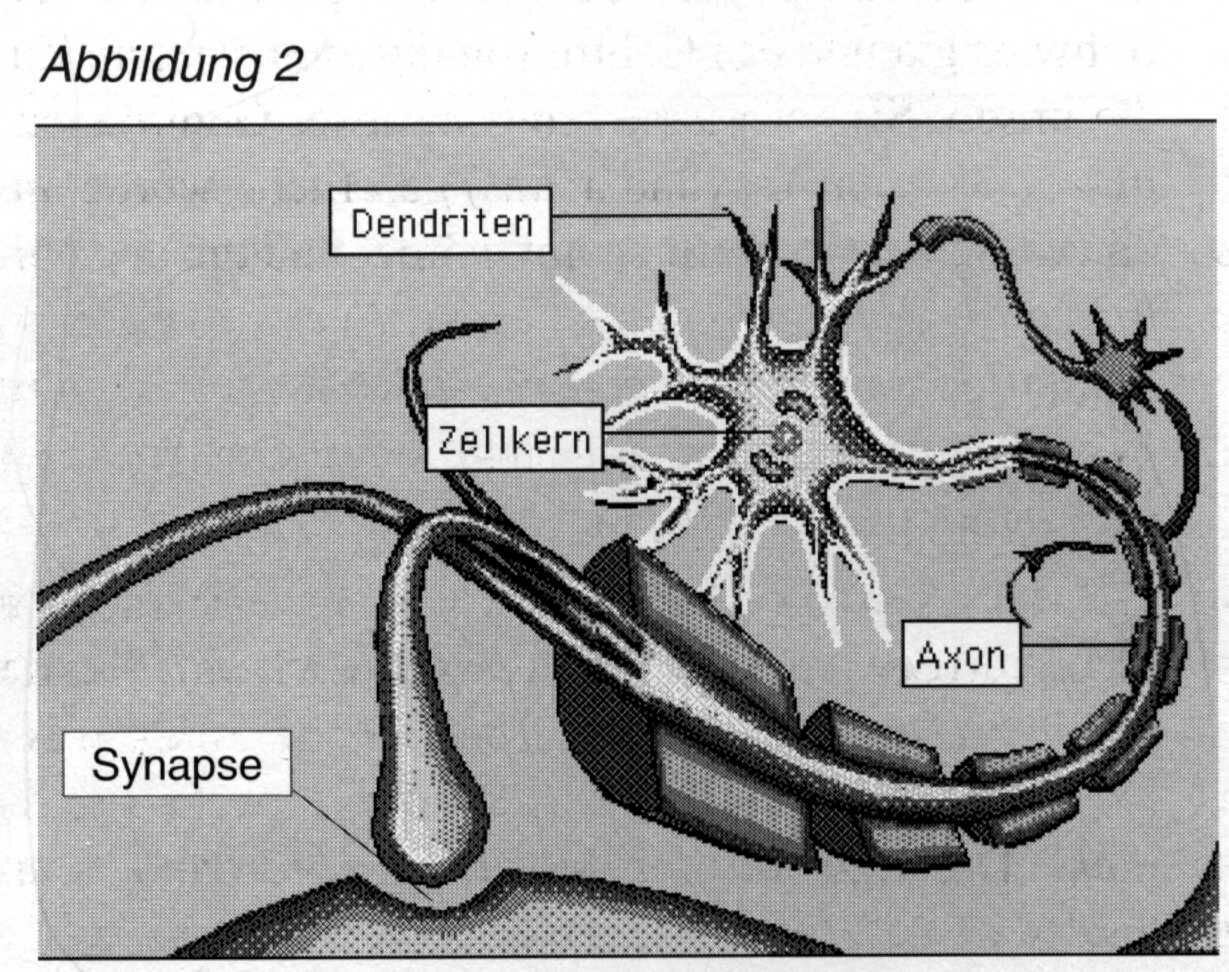 Abbildung 2
Dendriten
Zellkern
Axon
Synapse